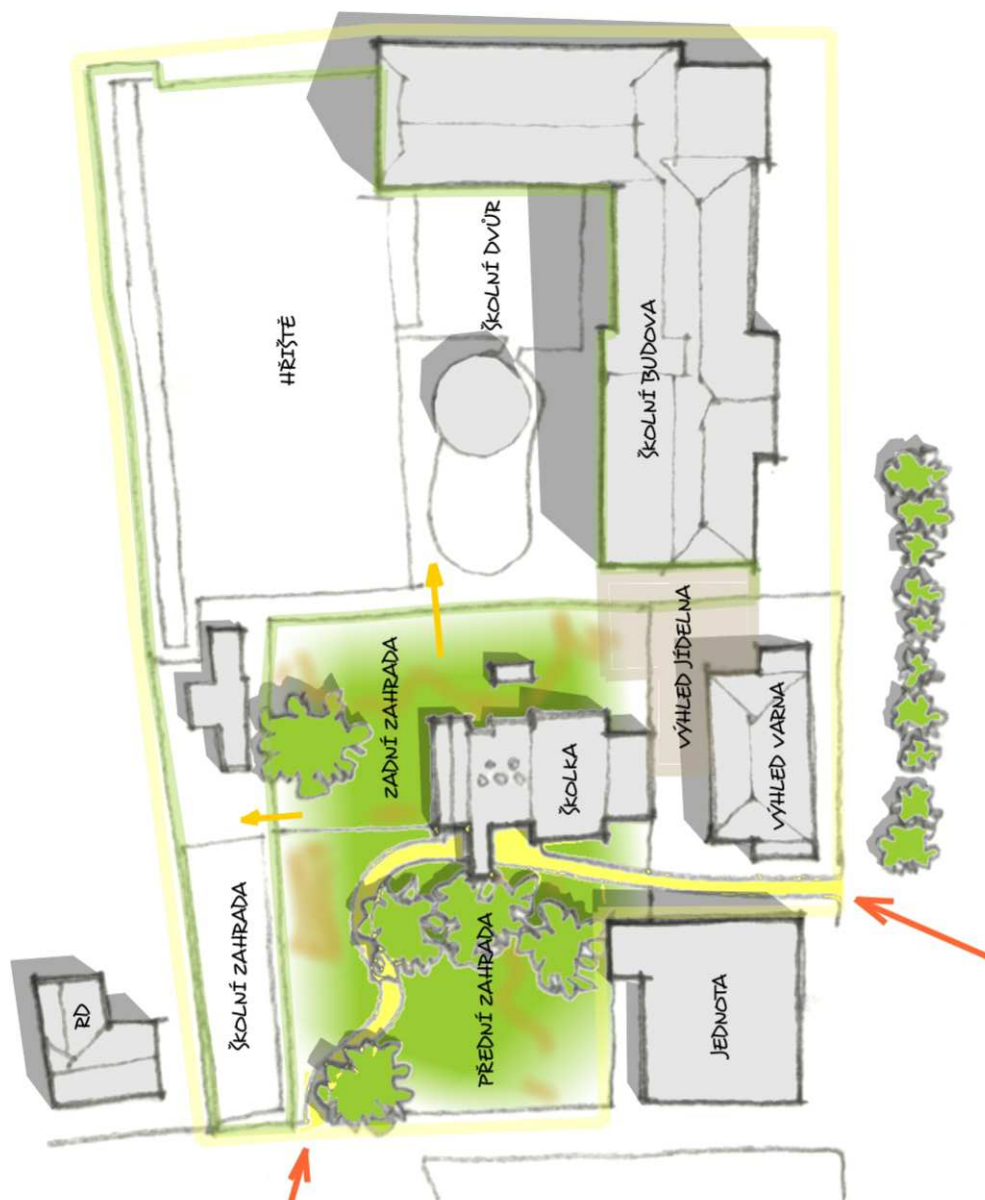 HŘIŠTĚ
ŠKOLNÍ DVŮR
ŠKOLNÍ BUDOVA
ZADNÍ ZAHRADA
VÝHLED JÍDELNA
VÝHLED VARNA
ŠKOLKA
ŠKOLNÍ ZAHRADA
PŘEDNÍ ZAHRADA
RD
JEDNOTA